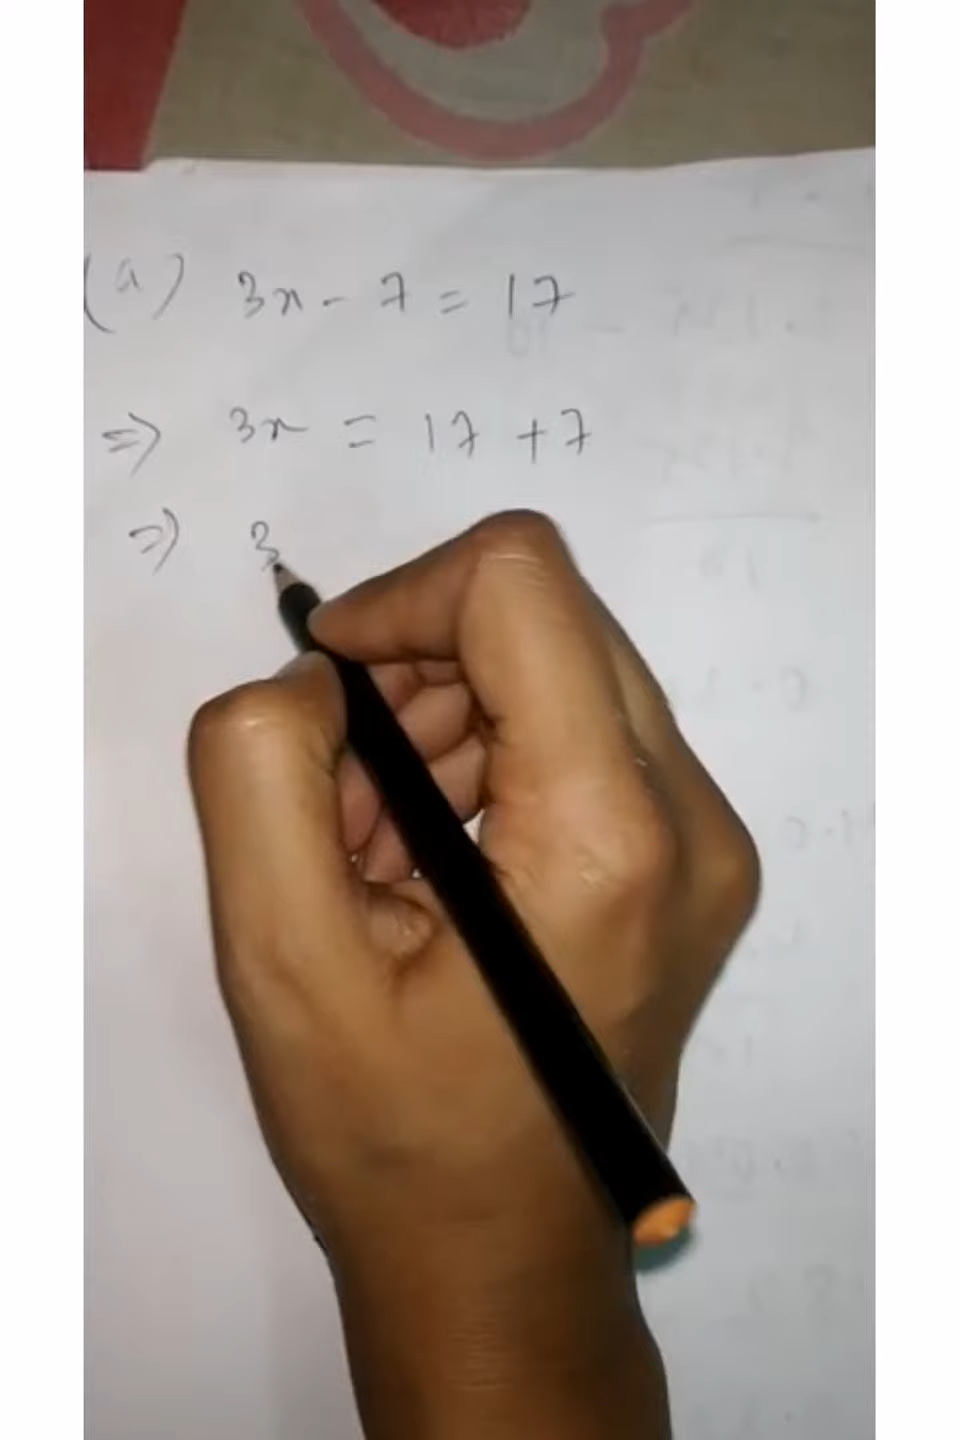 (a) 3x - 7 = 17
=> 3x = 17 + 7
=> 3